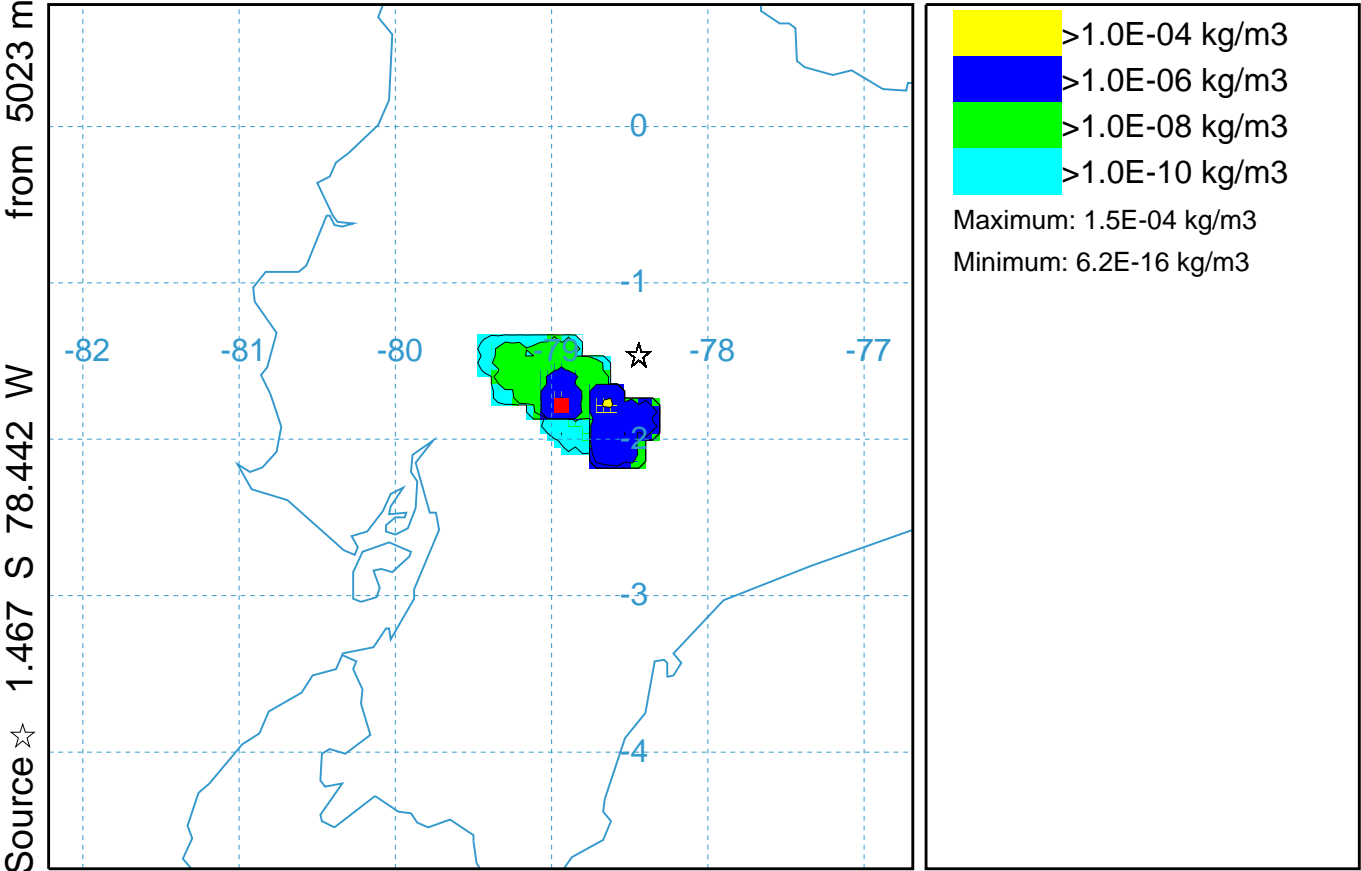 Source ☆ 1.467 S 78.442 W from 5023 m
0
-1
-82 -81 -80 -79 -78 -77
-2
-3
-4
>1.0E-04 kg/m3
>1.0E-06 kg/m3
>1.0E-08 kg/m3
>1.0E-10 kg/m3
Maximum: 1.5E-04 kg/m3
Minimum: 6.2E-16 kg/m3